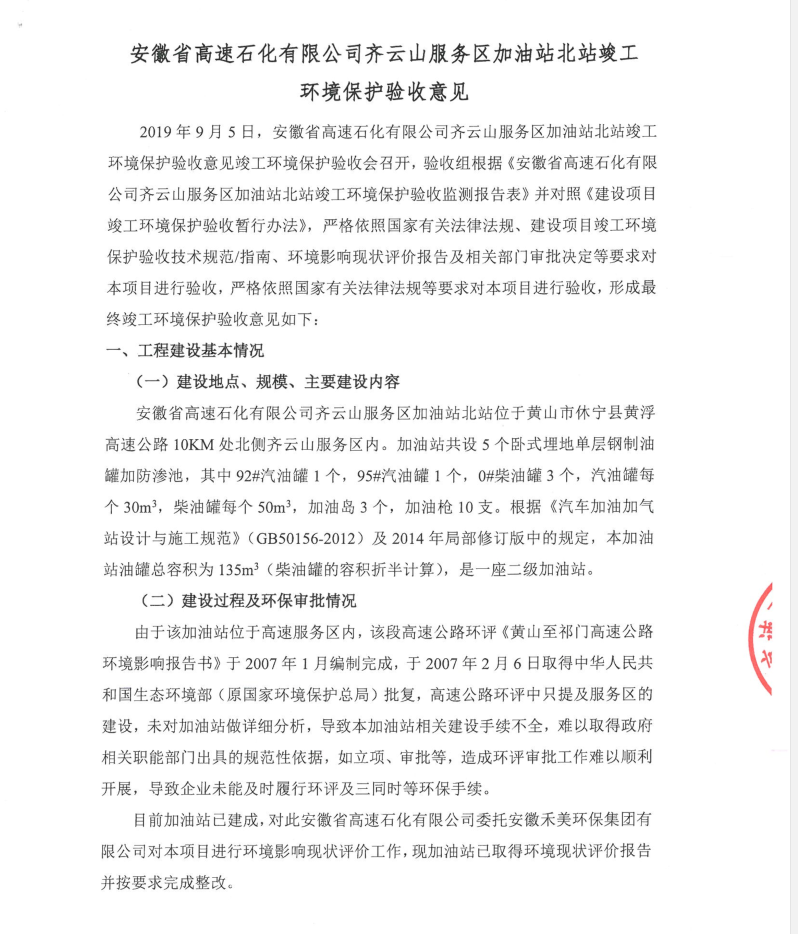 安徽省高速石化有限公司齐云山服务区加油站北站竣工
环境保护验收意见
2019 年 9 月 5 日，安徽省高速石化有限公司齐云山服务区加油站北站竣工
环境保护验收意见竣工环境保护验收会召开，验收组根据《安徽省高速石化有限
公司齐云山服务区加油站北站竣工环境保护验收监测报告表》并对照《建设项目
竣工环境保护验收暂行办法》，严格依照国家有关法律法规、建设项目竣工环境
保护验收技术规范/指南、环境影响现状评价报告及相关部门审批决定等要求对
本项目进行验收，严格依照国家有关法律法规等要求对本项目进行验收，形成最
终竣工环境保护验收意见如下：
一、工程建设基本情况
（一）建设地点、规模、主要建设内容
安徽省高速石化有限公司齐云山服务区加油站北站位于黄山市休宁县黄浮
高速公路 10KM 处北侧齐云山服务区内。加油站共设 5 个卧式埋地单层钢制油
罐加防渗池，其中 92#汽油罐 1 个，95#汽油罐 1 个，0#柴油罐 3 个，汽油罐每
个 30m³，柴油罐每个 50m³，加油岛 3 个，加油枪 10 支。根据《汽车加油加气
站设计与施工规范》（GB50156-2012）及 2014 年局部修订版中的规定，本加油
站油罐总容积为 135m³（柴油罐的容积折半计算），是一座二级加油站。
（二）建设过程及环保审批情况
由于该加油站位于高速服务区内，该段高速公路环评《黄山至祁门高速公路
环境影响报告书》于 2007 年 1 月编制完成，于 2007 年 2 月 6 日取得中华人民共
和国生态环境部（原国家环境保护总局）批复，高速公路环评中只提及服务区的
建设，未对加油站做详细分析，导致本加油站相关建设手续不全，难以取得政府
相关职能部门出具的规范性依据，如立项、审批等，造成环评审批工作难以顺利
开展，导致企业未能及时履行环评及三同时等环保手续。
目前加油站已建成，对此安徽省高速石化有限公司委托安徽禾美环保集团有
限公司对本项目进行环境影响现状评价工作，现加油站已取得环境现状评价报告
并按要求完成整改。